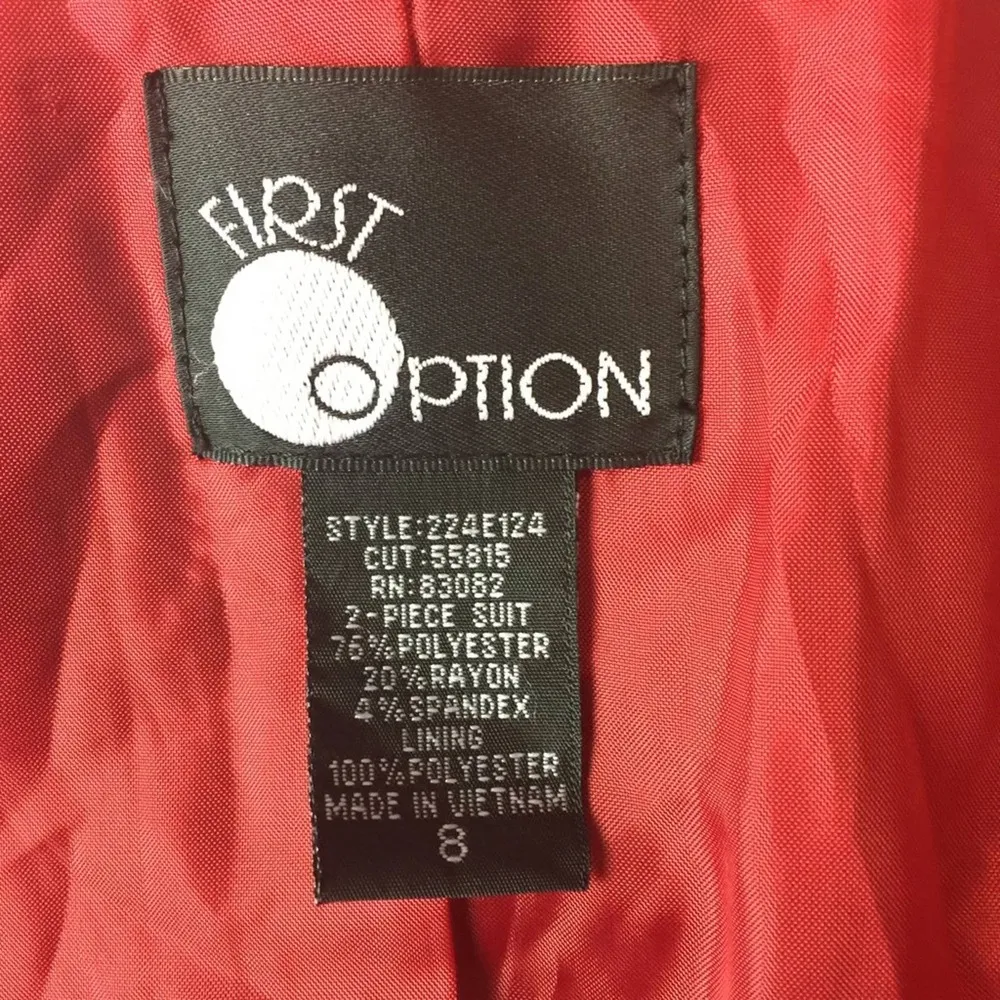 FIRST
OPTION
STYLE:224E124
CUT:55815
RN:83082
2-PIECE SUIT
76%POLYESTER
20%RAYON
4%SPANDEX
LINING
100%POLYESTER
MADE IN VIETNAM
8